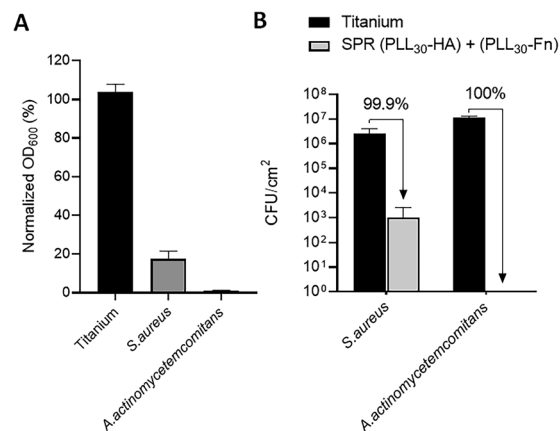 A
Normalized OD₆₀₀ (%)
120
100
80
60
40
20
0
Titanium
S.aureus
A.actinomycetemcomitans
B
Titanium
SPR (PLL₃₀-HA) + (PLL₃₀-Fn)
CFU/cm²
10⁸
10⁷
10⁶
10⁵
10⁴
10³
10²
10¹
10⁰
99.9%
100%
S.aureus
A.actinomycetemcomitans